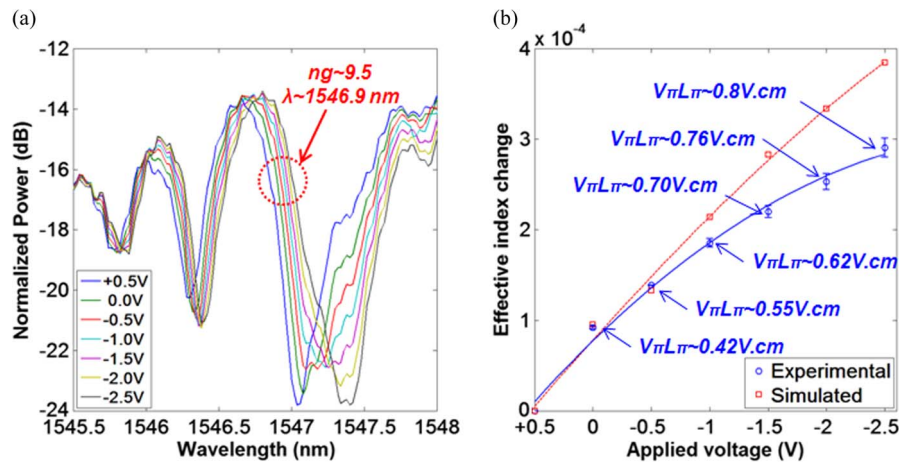 (a)
-12
-14
-16
-18
-20
-22
-24
Normalized Power (dB)
ng~9.5
λ~1546.9 nm
+0.5V
0.0V
-0.5V
-1.0V
-1.5V
-2.0V
-2.5V
1545.5 1546 1546.5 1547 1547.5 1548
Wavelength (nm)
(b)
x 10⁻⁴
4
3
2
1
0
Effective index change
VπLπ~0.8V.cm
VπLπ~0.76V.cm
VπLπ~0.70V.cm
VπLπ~0.62V.cm
VπLπ~0.55V.cm
VπLπ~0.42V.cm
Experimental
Simulated
+0.5 0 -0.5 -1 -1.5 -2 -2.5
Applied voltage (V)